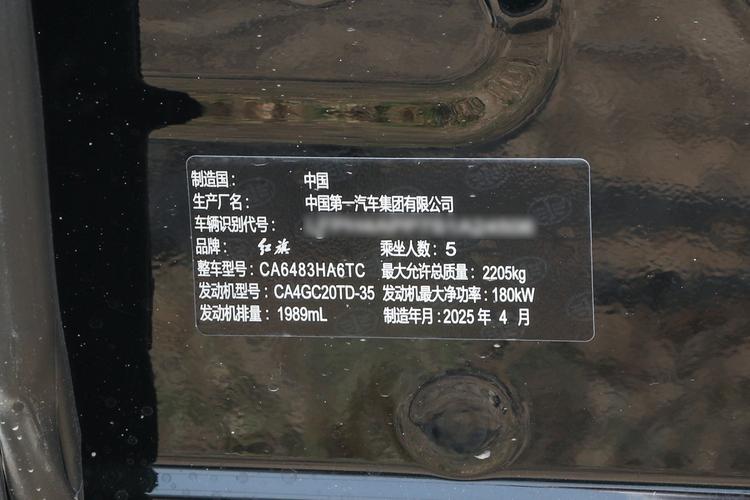 制造国： 中国
生产厂名： 中国第一汽车集团有限公司
车辆识别代号：
品牌： 红旗 乘坐人数：5
整车型号：CA6483HA6TC 最大允许总质量：2205kg
发动机型号：CA4GC20TD-35 发动机最大净功率：180kW
发动机排量：1989mL 制造年月：2025年 4 月